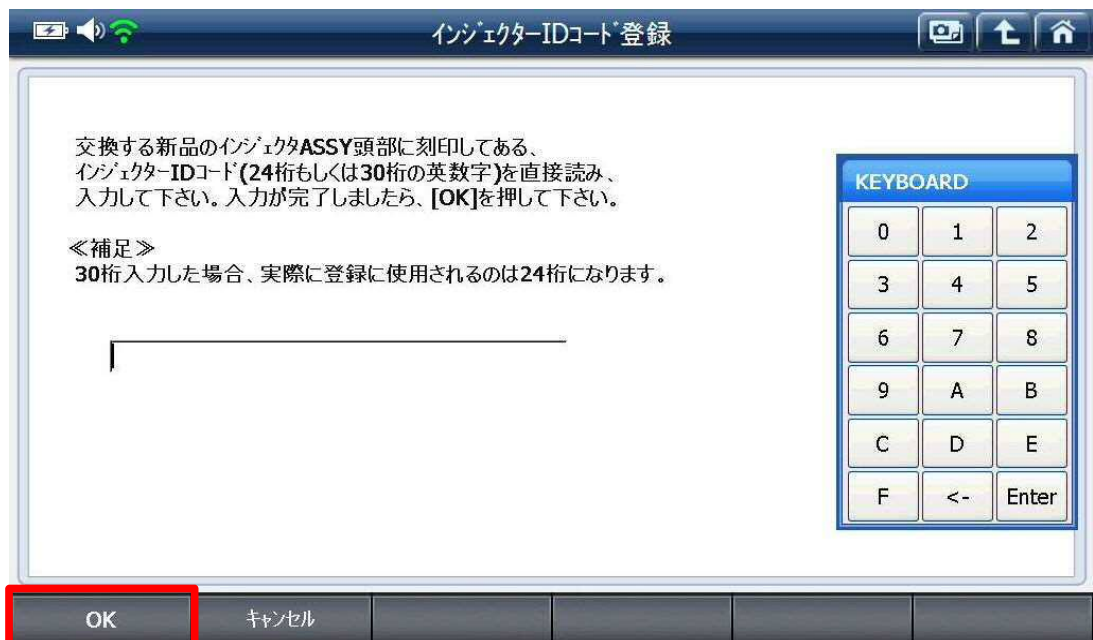 インジェクターIDコード登録
交換する新品のインジェクタASSY頭部に刻印してある、
インジェクターIDコード(24桁もしくは30桁の英数字)を直接読み、
入力して下さい。入力が完了しましたら、[OK]を押して下さい。
≪補足≫
30桁入力した場合、実際に登録に使用されるのは24桁になります。
KEYBOARD
0 1 2
3 4 5
6 7 8
9 A B
C D E
F <- Enter
OK キャンセル